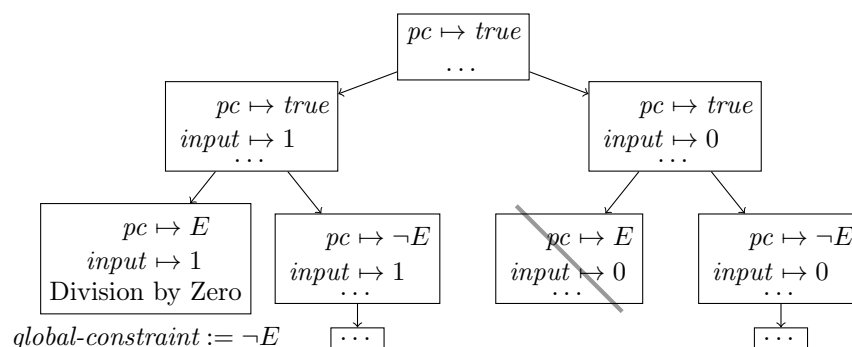 pc ↦ true
...
pc ↦ true
input ↦ 1
...
pc ↦ true
input ↦ 0
...
pc ↦ E
input ↦ 1
Division by Zero
global-constraint := ¬E
pc ↦ ¬E
input ↦ 1
...
...
pc ↦ E
input ↦ 0
...
pc ↦ ¬E
input ↦ 0
...
...